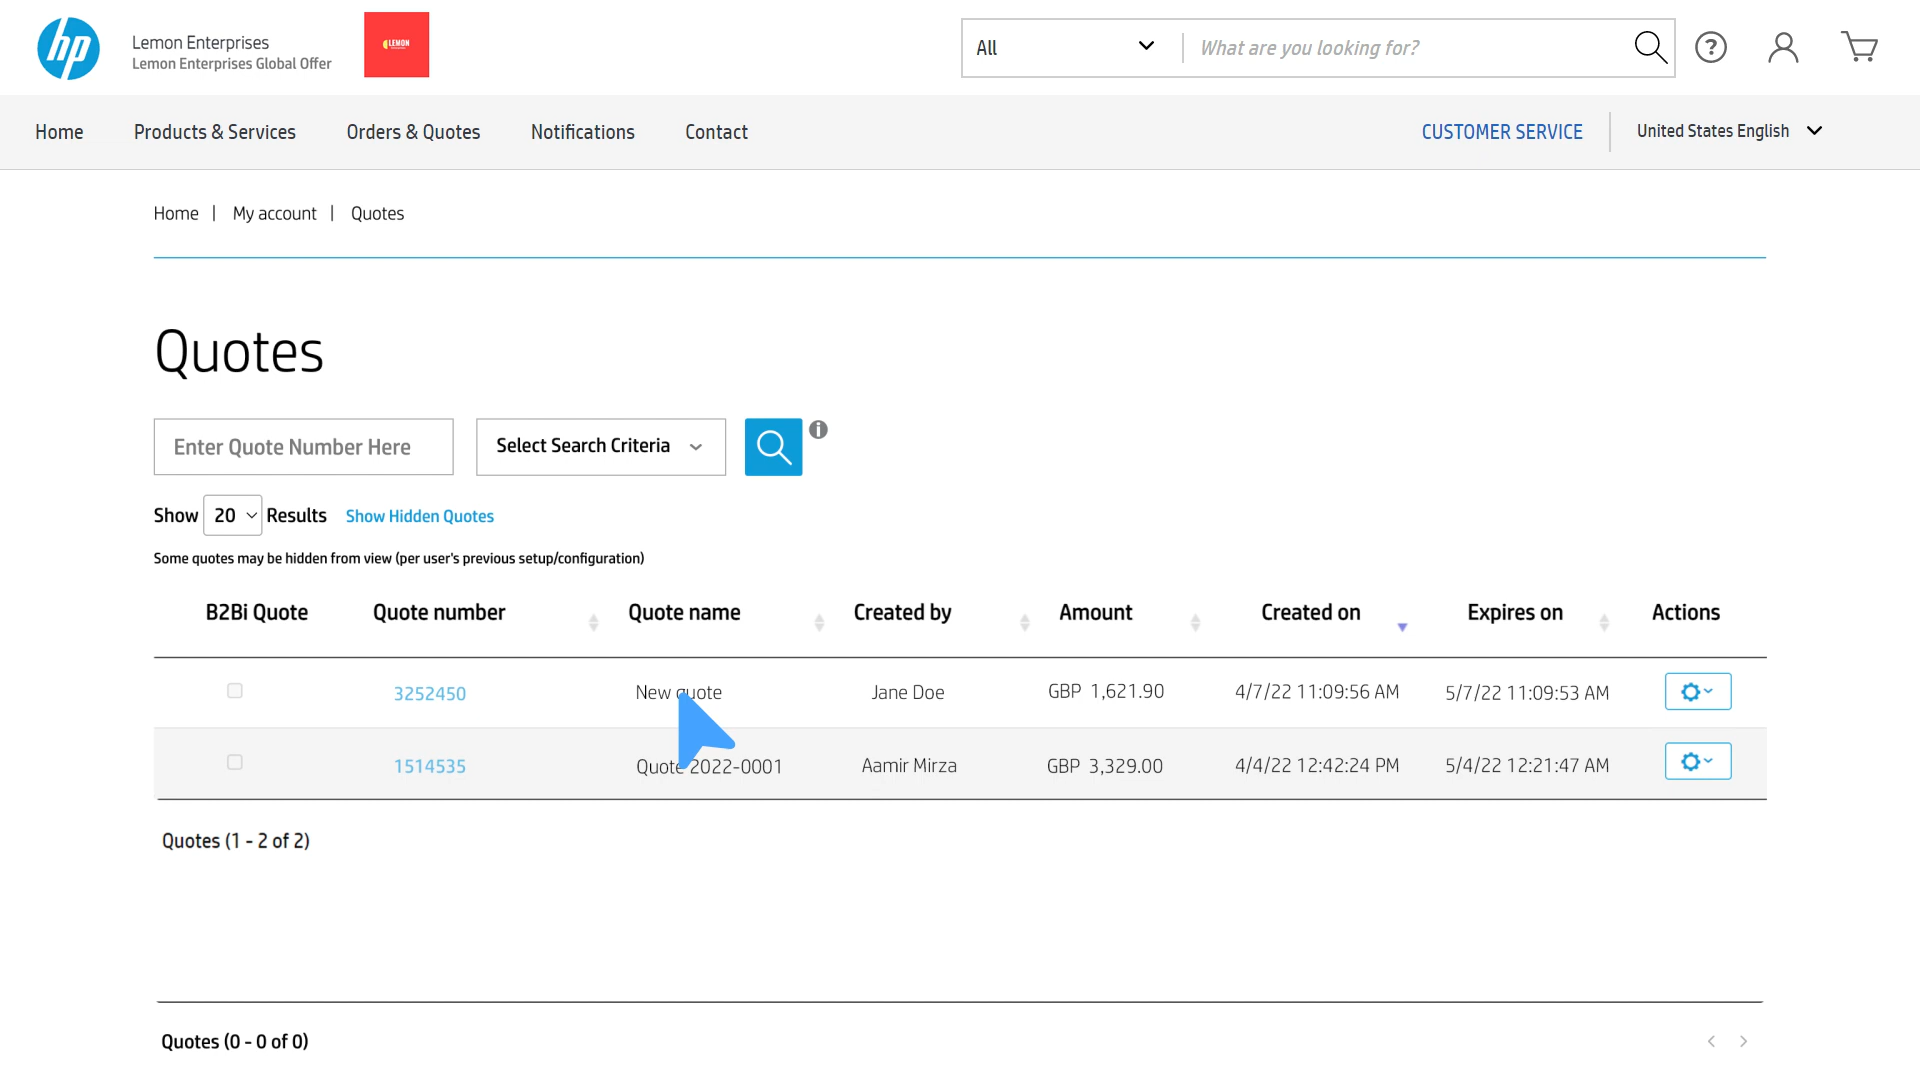 hp
Lemon Enterprises
Lemon Enterprises Global Offer
LEMON
All
What are you looking for?
Home
Products & Services
Orders & Quotes
Notifications
Contact
CUSTOMER SERVICE
United States English
Home | My account | Quotes
Quotes
Enter Quote Number Here
Select Search Criteria
Show 20 Results Show Hidden Quotes
Some quotes may be hidden from view (per user's previous setup/configuration)
B2Bi Quote Quote number Quote name Created by Amount Created on Expires on Actions
3252450 New quote Jane Doe GBP 1,621.90 4/7/22 11:09:56 AM 5/7/22 11:09:53 AM
1514535 Quote 2022-0001 Aamir Mirza GBP 3,329.00 4/4/22 12:42:24 PM 5/4/22 12:21:47 AM
Quotes (1 - 2 of 2)
Quotes (0 - 0 of 0)